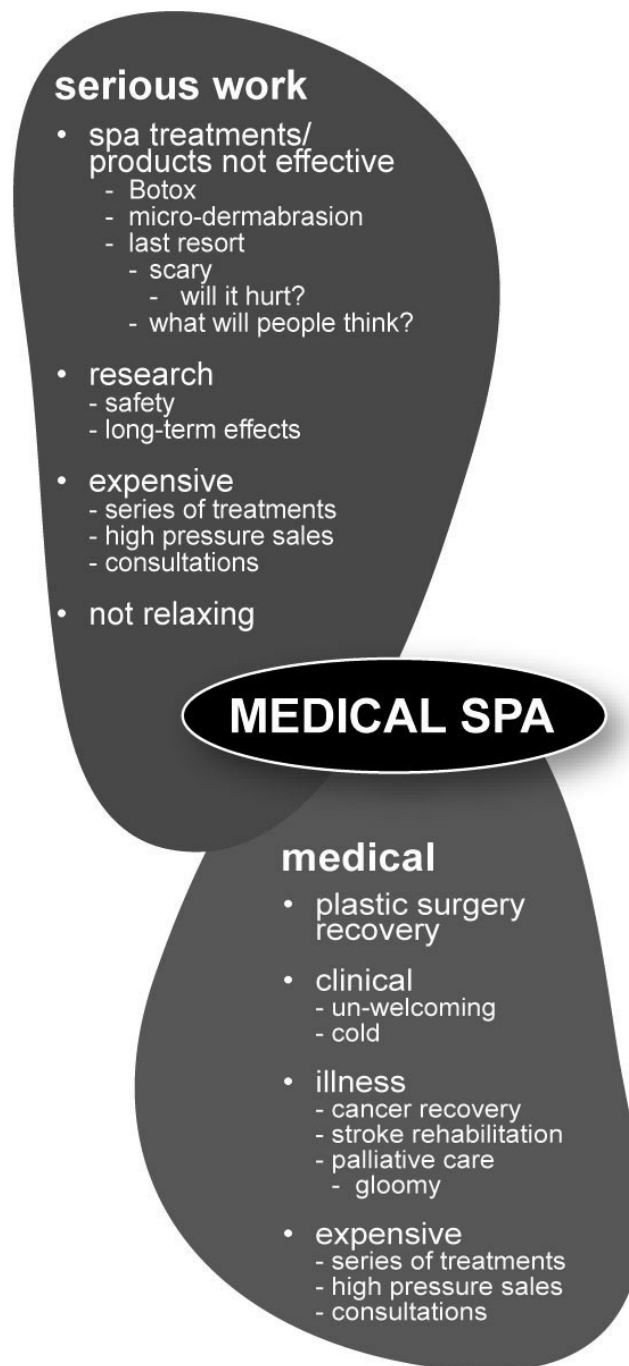 serious work
• spa treatments/
products not effective
- Botox
- micro-dermabrasion
- last resort
- scary
- will it hurt?
- what will people think?
• research
- safety
- long-term effects
• expensive
- series of treatments
- high pressure sales
- consultations
• not relaxing
MEDICAL SPA
medical
• plastic surgery
recovery
• clinical
- un-welcoming
- cold
• illness
- cancer recovery
- stroke rehabilitation
- palliative care
- gloomy
• expensive
- series of treatments
- high pressure sales
- consultations